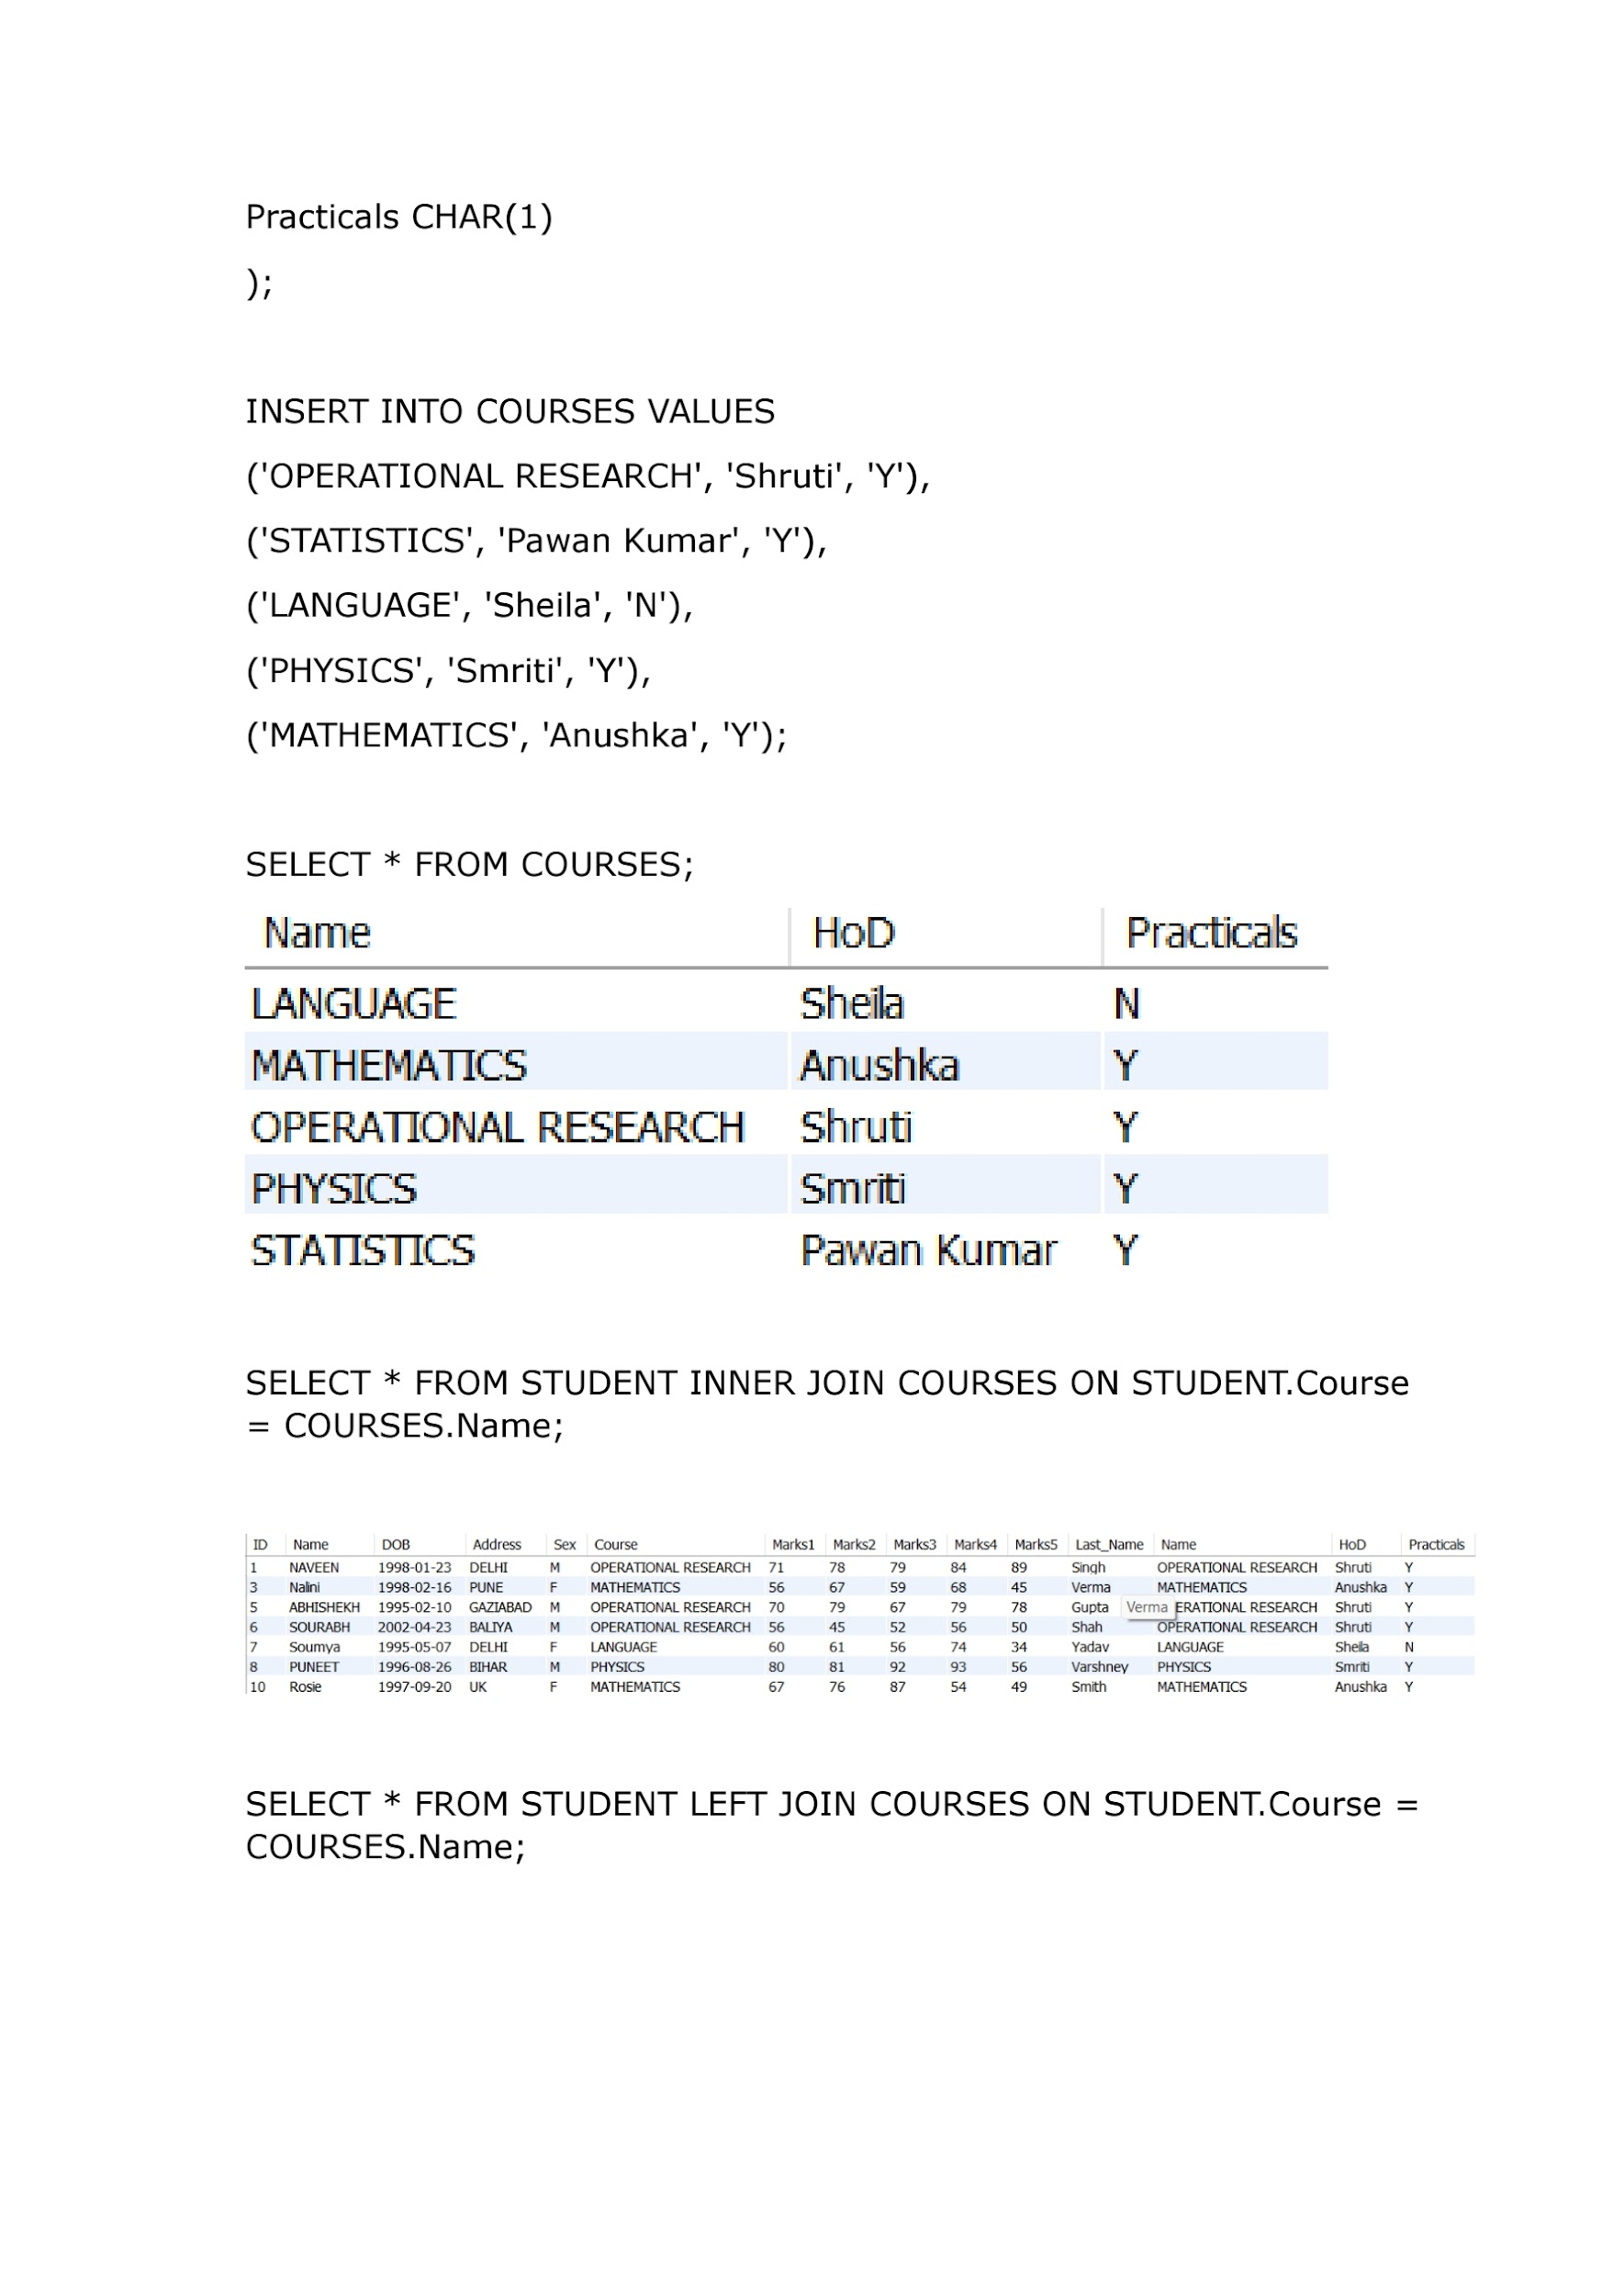 Practicals CHAR(1)
);
INSERT INTO COURSES VALUES
('OPERATIONAL RESEARCH', 'Shruti', 'Y'),
('STATISTICS', 'Pawan Kumar', 'Y'),
('LANGUAGE', 'Sheila', 'N'),
('PHYSICS', 'Smriti', 'Y'),
('MATHEMATICS', 'Anushka', 'Y');
SELECT * FROM COURSES;
Name HoD Practicals
LANGUAGE Sheila N
MATHEMATICS Anushka Y
OPERATIONAL RESEARCH Shruti Y
PHYSICS Smriti Y
STATISTICS Pawan Kumar Y
SELECT * FROM STUDENT INNER JOIN COURSES ON STUDENT.Course
= COURSES.Name;
ID Name DOB Address Sex Course Marks1 Marks2 Marks3 Marks4 Marks5 Last_Name Name HoD Practicals
1 NAVEEN 1998-01-23 DELHI M OPERATIONAL RESEARCH 71 78 79 84 89 Singh OPERATIONAL RESEARCH Shruti Y
3 Nalini 1998-02-16 PUNE F MATHEMATICS 56 67 59 68 45 Verma MATHEMATICS Anushka Y
5 ABHISHEKH 1995-02-10 GAZIABAD M OPERATIONAL RESEARCH 70 79 67 79 78 Gupta Verma ERATIONAL RESEARCH Shruti Y
6 SOURABH 2002-04-23 BALIYA M OPERATIONAL RESEARCH 56 45 52 56 50 Shah OPERATIONAL RESEARCH Shruti Y
7 Soumya 1995-05-07 DELHI F LANGUAGE 60 61 56 74 34 Yadav LANGUAGE Sheila N
8 PUNEET 1996-08-26 BIHAR M PHYSICS 80 81 92 93 56 Varshney PHYSICS Smriti Y
10 Rosie 1997-09-20 UK F MATHEMATICS 67 76 87 54 49 Smith MATHEMATICS Anushka Y
SELECT * FROM STUDENT LEFT JOIN COURSES ON STUDENT.Course =
COURSES.Name;